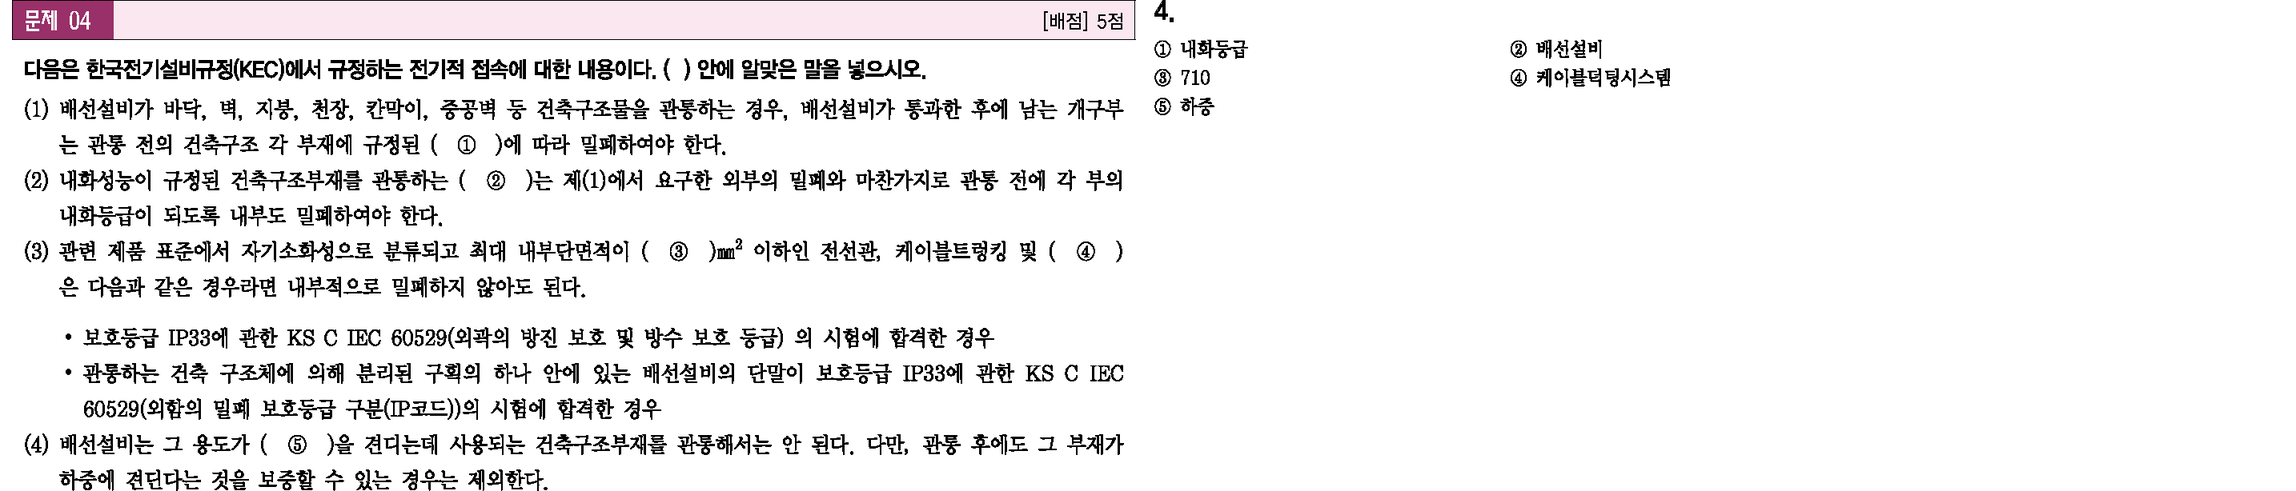 문제 04
[배점] 5점
다음은 한국전기설비규정(KEC)에서 규정하는 전기적 접속에 대한 내용이다. ( ) 안에 알맞은 말을 넣으시오.
(1) 배선설비가 바닥, 벽, 지붕, 천장, 칸막이, 중공벽 등 건축구조물을 관통하는 경우, 배선설비가 통과한 후에 남는 개구부
는 관통 전의 건축구조 각 부재에 규정된 ( ① )에 따라 밀폐하여야 한다.
(2) 내화성능이 규정된 건축구조부재를 관통하는 ( ② )는 제(1)에서 요구한 외부의 밀폐와 마찬가지로 관통 전에 각 부의
내화등급이 되도록 내부도 밀폐하여야 한다.
(3) 관련 제품 표준에서 자기소화성으로 분류되고 최대 내부단면적이 ( ③ )㎟ 이하인 전선관, 케이블트렁킹 및 ( ④ )
은 다음과 같은 경우라면 내부적으로 밀폐하지 않아도 된다.
• 보호등급 IP33에 관한 KS C IEC 60529(외곽의 방진 보호 및 방수 보호 등급) 의 시험에 합격한 경우
• 관통하는 건축 구조체에 의해 분리된 구획의 하나 안에 있는 배선설비의 단말이 보호등급 IP33에 관한 KS C IEC
60529(외함의 밀폐 보호등급 구분(IP코드))의 시험에 합격한 경우
(4) 배선설비는 그 용도가 ( ⑤ )을 견디는데 사용되는 건축구조부재를 관통해서는 안 된다. 다만, 관통 후에도 그 부재가
하중에 견딘다는 것을 보증할 수 있는 경우는 제외한다.
4.
① 내화등급 ② 배선설비
③ 710 ④ 케이블덕팅시스템
⑤ 하중